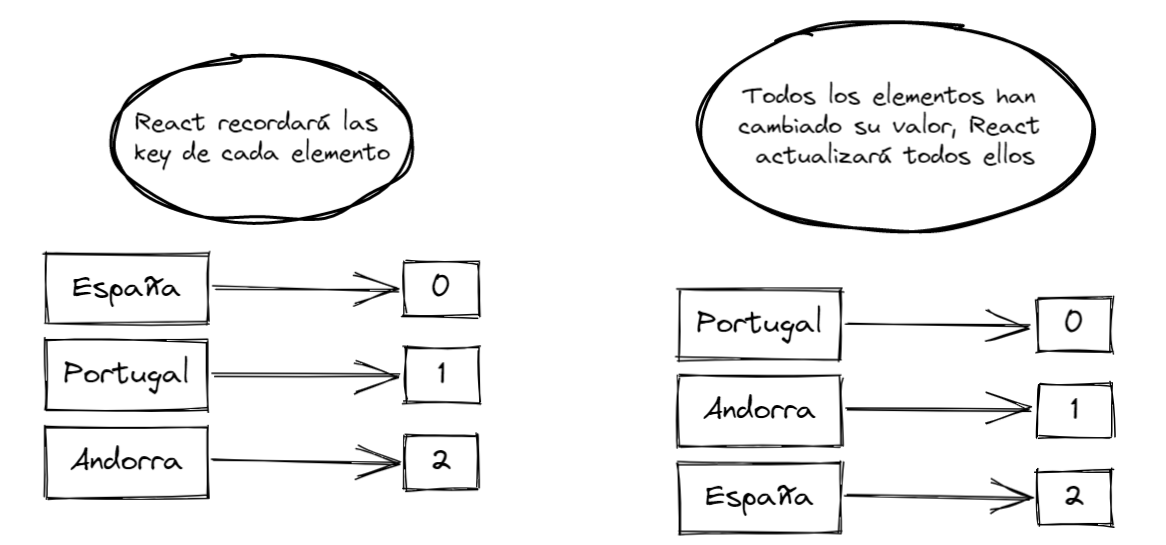 React recordará las
key de cada elemento
España
0
Portugal
1
Andorra
2
Todos los elementos han
cambiado su valor, React
actualizará todos ellos
Portugal
0
Andorra
1
España
2